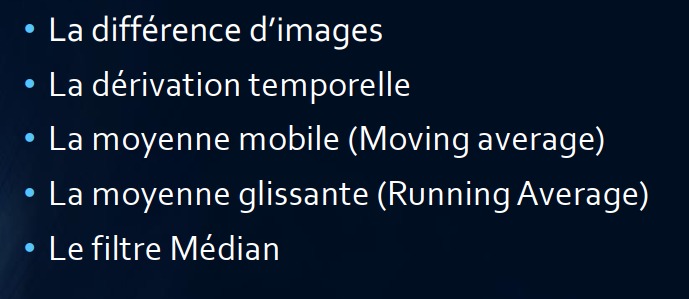 • La différence d’images
• La dérivation temporelle
• La moyenne mobile (Moving average)
• La moyenne glissante (Running Average)
• Le filtre Médian